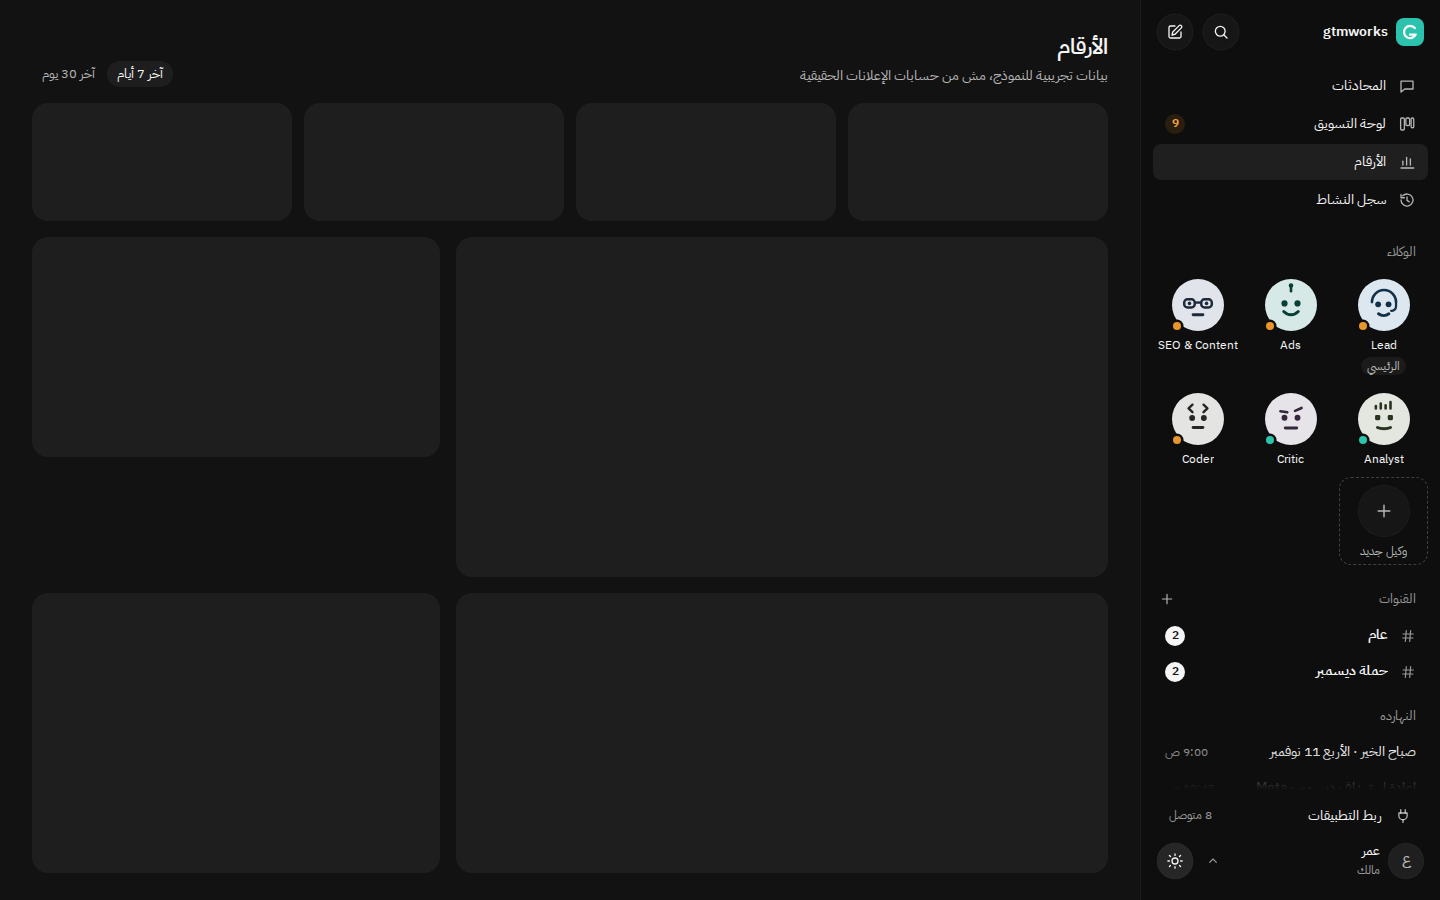 gtmworks
المحادثات
لوحة التسويق
9
الأرقام
سجل النشاط
الوكلاء
Lead
Ads
SEO & Content
الرئيسي
Analyst
Critic
Coder
وكيل جديد
القنوات
عام
2
حملة ديسمبر
2
النهارده
صباح الخير · الأربع 11 نوفمبر
9:00 ص
ربط التطبيقات
8 متوصل
ع
عمر
مالك
الأرقام
بيانات تجريبية للنموذج، مش من حسابات الإعلانات الحقيقية
آخر 7 أيام
آخر 30 يوم